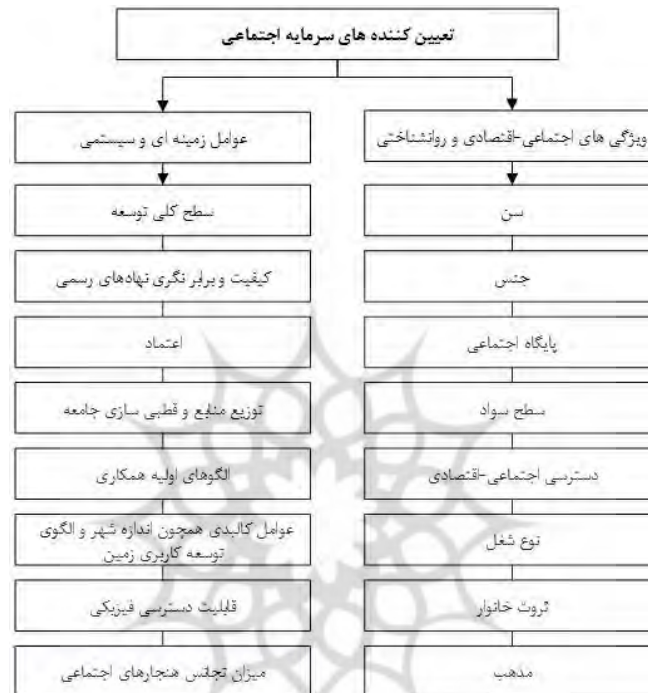 تعیین کننده های سرمایه اجتماعی
ویژگی های اجتماعی-اقتصادی و روانشناختی
سن
جنس
پایگاه اجتماعی
سطح سواد
دسترسی اجتماعی-اقتصادی
نوع شغل
ثروت خانوار
مذهب
عوامل زمینه ای و سیستمی
سطح کلی توسعه
کیفیت و برابر نگری نهادهای رسمی
اعتماد
توزیع منابع و قطبی سازی جامعه
الگوهای اولیه همکاری
عوامل کالبدی همچون اندازه شهر و الگوی
توسعه کاربری زمین
قابلیت دسترسی فیزیکی
میزان تجانس هنجارهای اجتماعی